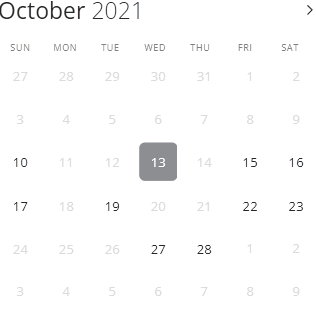 October 2021 >
SUN MON TUE WED THU FRI SAT
27 28 29 30 31 1 2
3 4 5 6 7 8 9
10 11 12 13 14 15 16
17 18 19 20 21 22 23
24 25 26 27 28 1 2
3 4 5 6 7 8 9